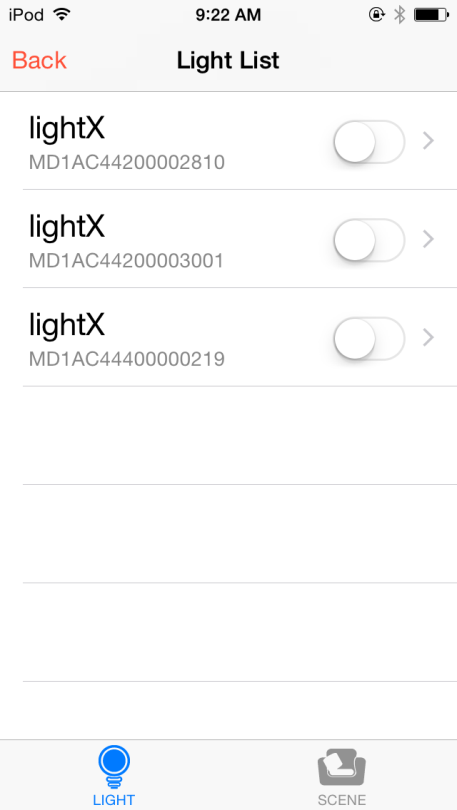 iPod 9:22 AM
Back Light List
lightX
MD1AC44200002810
lightX
MD1AC44200003001
lightX
MD1AC44400000219
LIGHT SCENE